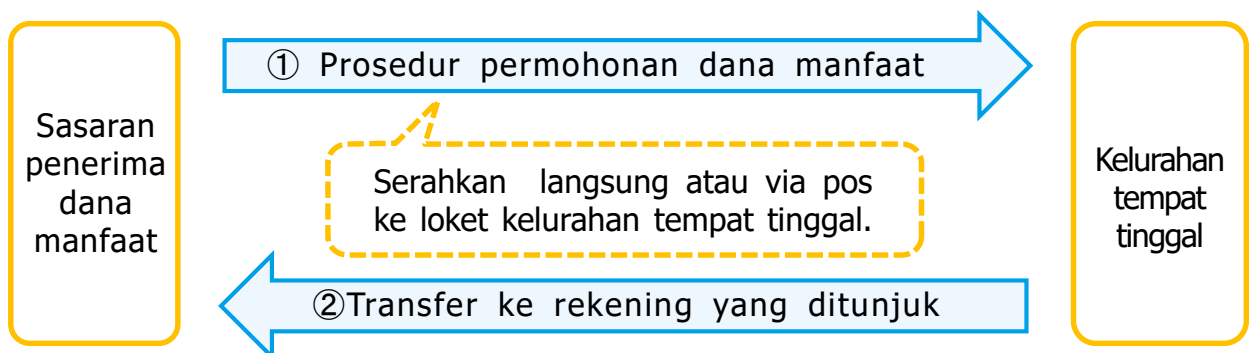 Sasaran
penerima
dana
manfaat
① Prosedur permohonan dana manfaat
Serahkan langsung atau via pos
ke loket kelurahan tempat tinggal.
②Transfer ke rekening yang ditunjuk
Kelurahan
tempat
tinggal